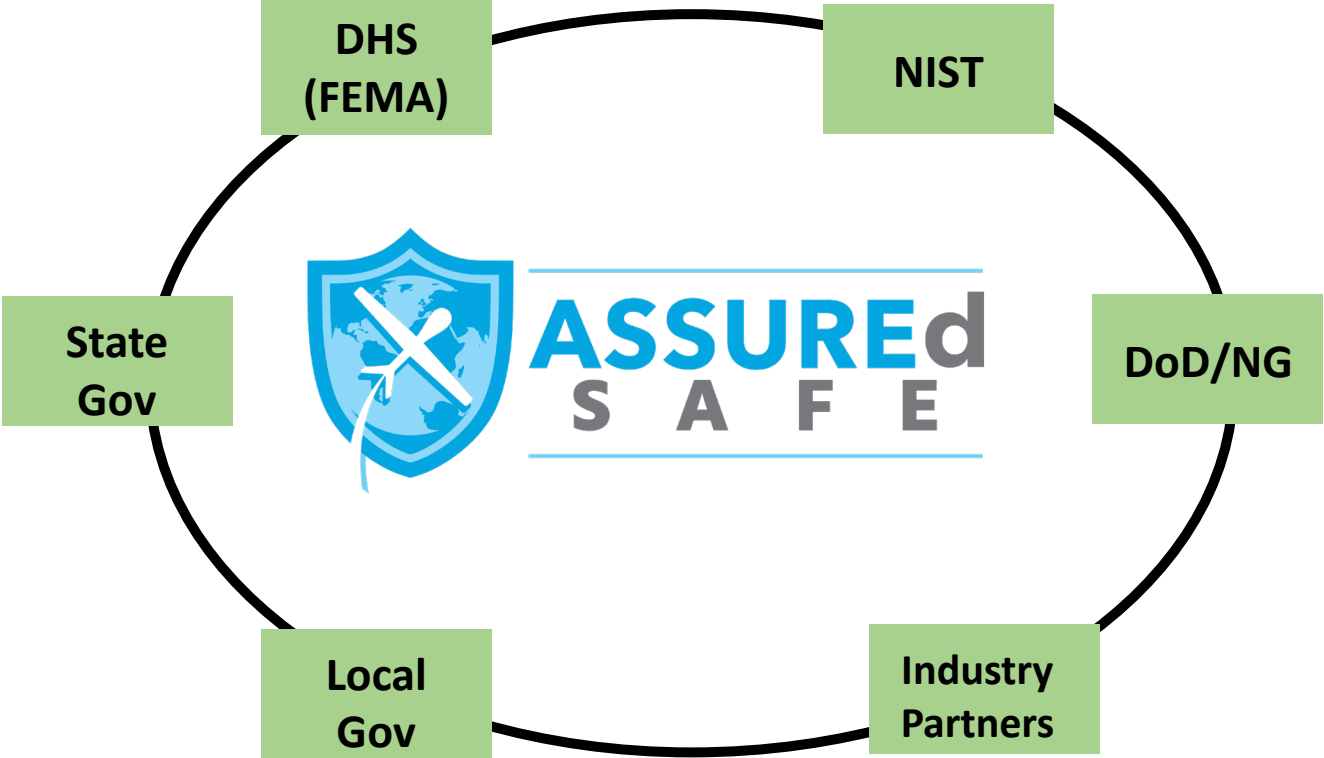 DHS
(FEMA)
NIST
State
Gov
ASSUREd
SAFE
DoD/NG
Local
Gov
Industry
Partners